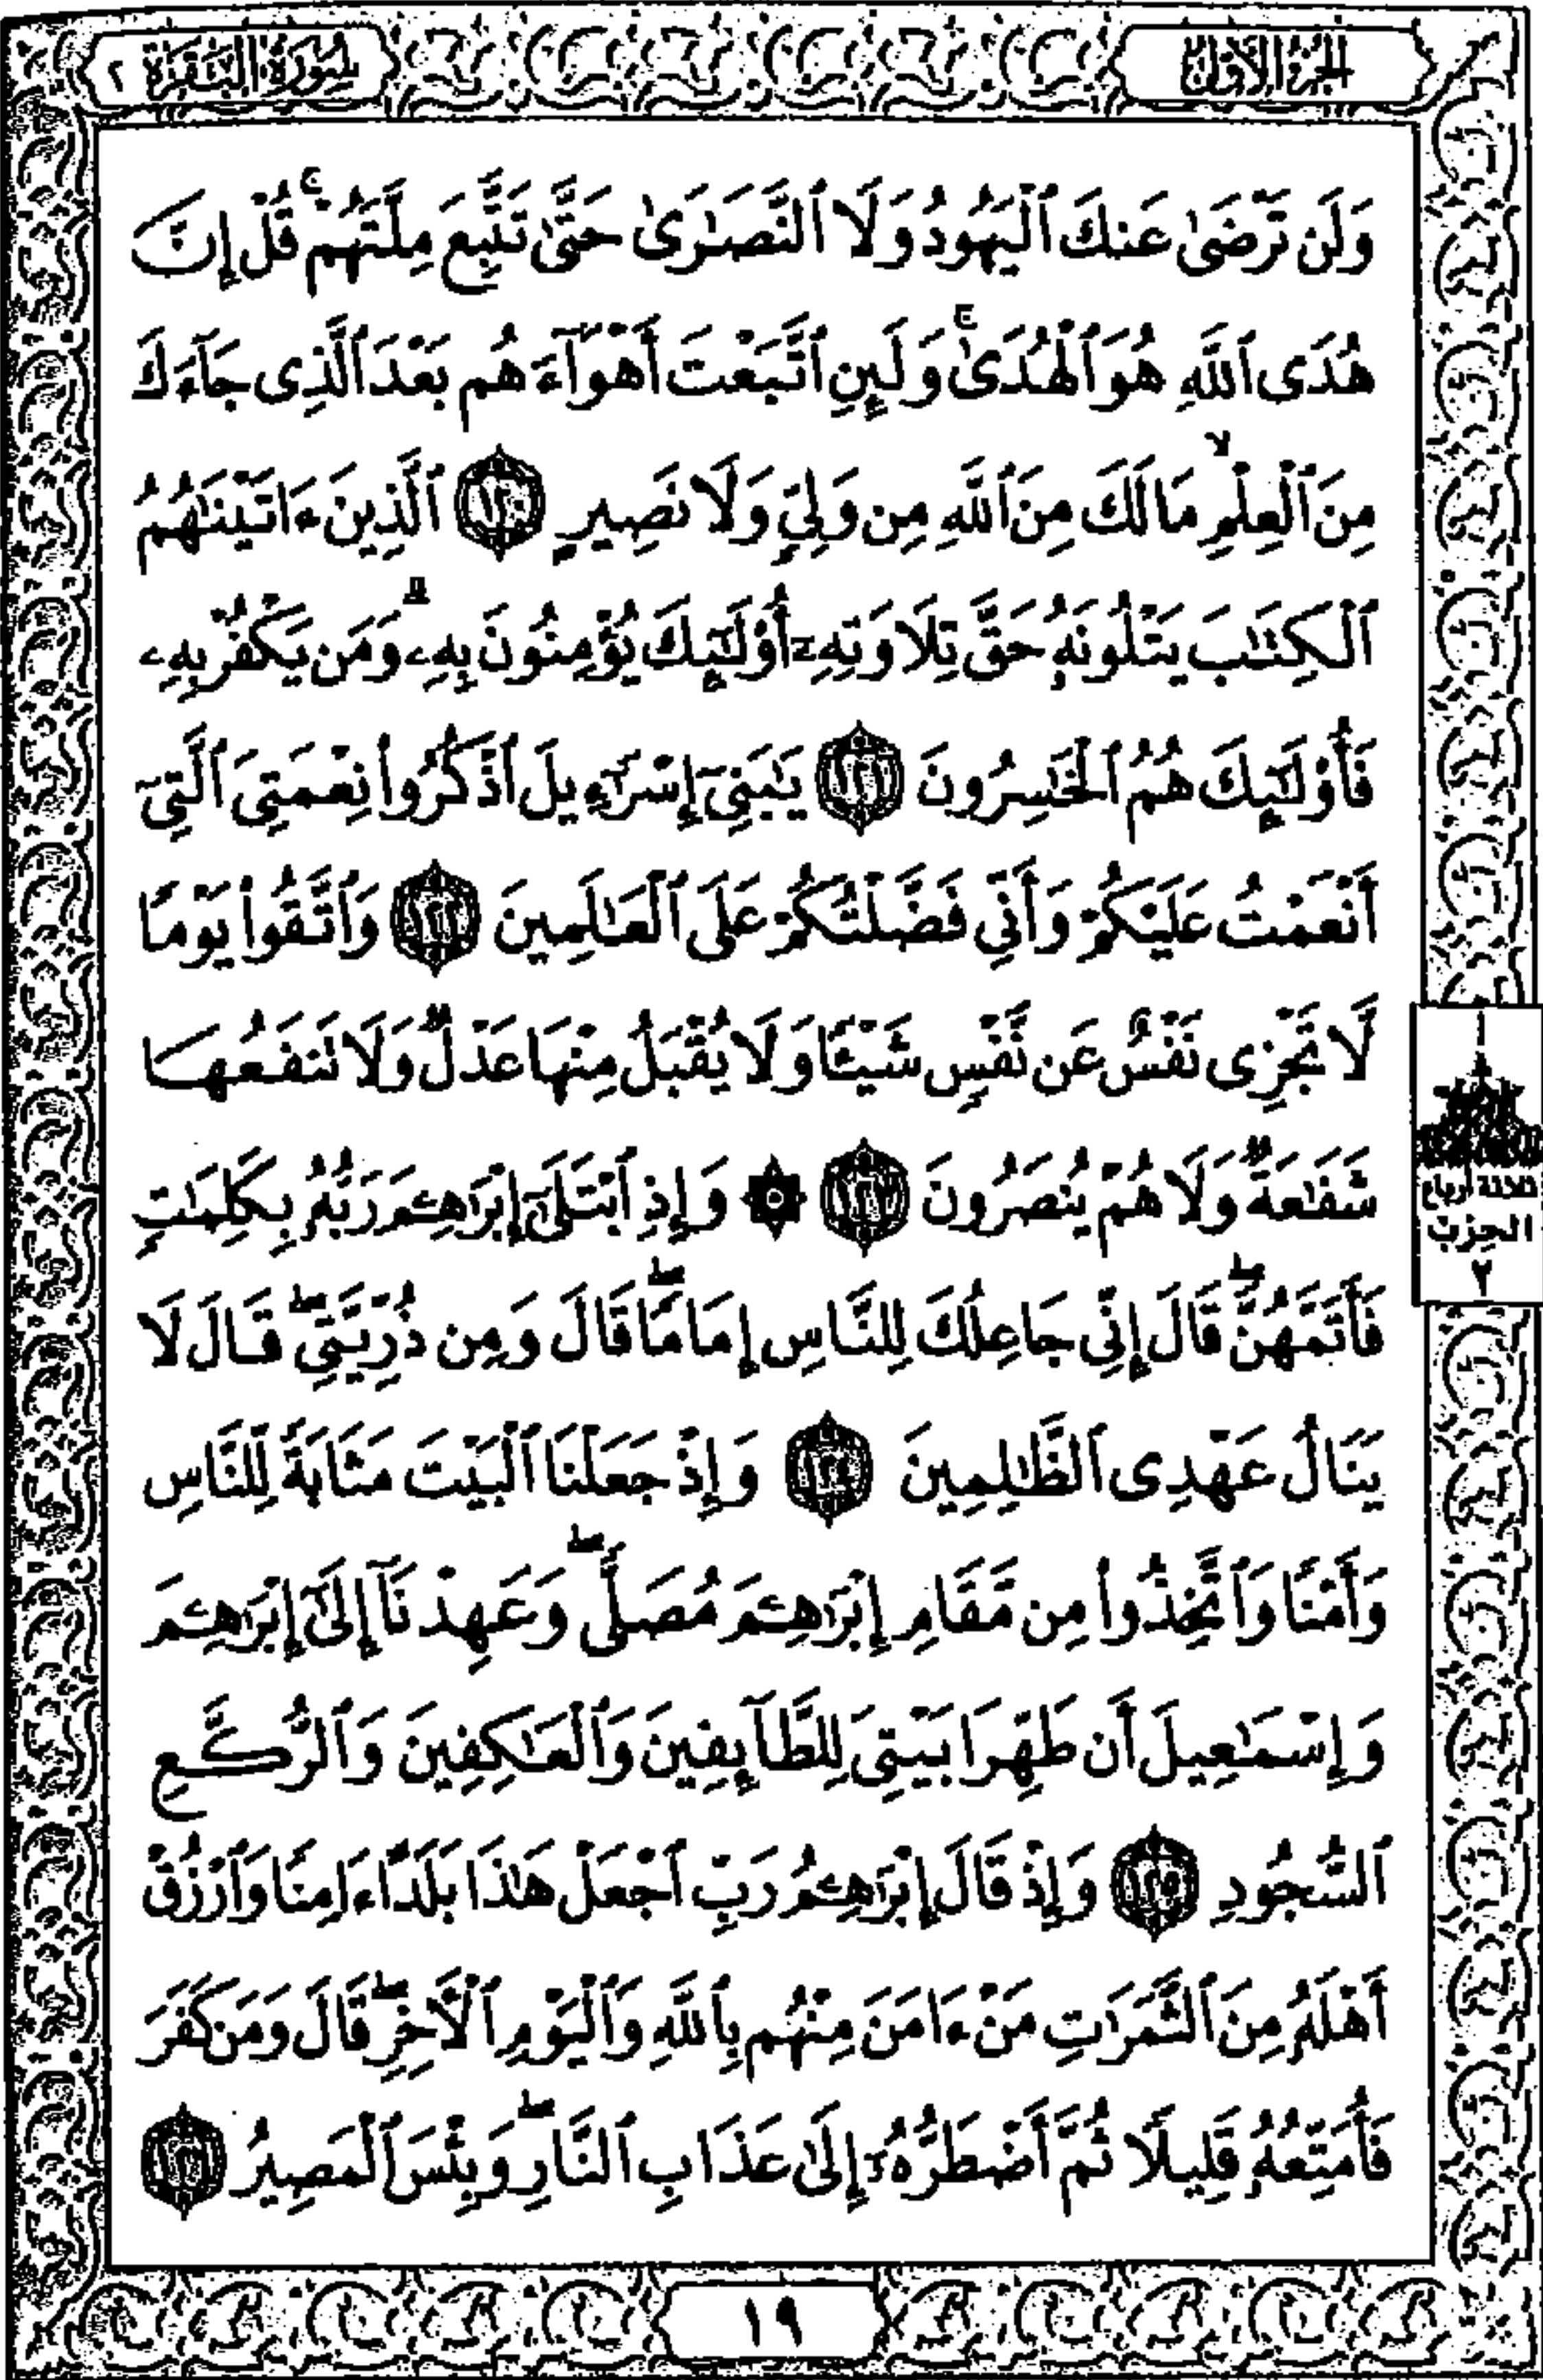 الجزء الأول
سورة البقرة ٢
وَلَن تَرْضَىٰ عَنكَ ٱلْيَهُودُ وَلَا ٱلنَّصَـٰرَىٰ حَتَّىٰ تَتَّبِعَ مِلَّتَهُمْ ۗ قُلْ إِنَّ
هُدَى ٱللَّهِ هُوَ ٱلْهُدَىٰ ۗ وَلَئِنِ ٱتَّبَعْتَ أَهْوَآءَهُم بَعْدَ ٱلَّذِى جَآءَكَ
مِنَ ٱلْعِلْمِ ۙ مَا لَكَ مِنَ ٱللَّهِ مِن وَلِىٍّ وَلَا نَصِيرٍ ١٢٠ ٱلَّذِينَ ءَاتَيْنَـٰهُمُ
ٱلْكِتَـٰبَ يَتْلُونَهُۥ حَقَّ تِلَاوَتِهِۦٓ أُو۟لَـٰٓئِكَ يُؤْمِنُونَ بِهِۦ ۗ وَمَن يَكْفُرْ بِهِۦ
فَأُو۟لَـٰٓئِكَ هُمُ ٱلْخَـٰسِرُونَ ١٢١ يَـٰبَنِىٓ إِسْرَٰٓءِيلَ ٱذْكُرُوا۟ نِعْمَتِىَ ٱلَّتِىٓ
أَنْعَمْتُ عَلَيْكُمْ وَأَنِّى فَضَّلْتُكُمْ عَلَى ٱلْعَـٰلَمِينَ ١٢٢ وَٱتَّقُوا۟ يَوْمًا
لَّا تَجْزِى نَفْسٌ عَن نَّفْسٍ شَيْـًٔا وَلَا يُقْبَلُ مِنْهَا عَدْلٌ وَلَا تَنفَعُهَا
شَفَـٰعَةٌ وَلَا هُمْ يُنصَرُونَ ١٢٣ ۞ وَإِذِ ٱبْتَلَىٰٓ إِبْرَٰهِـۧمَ رَبُّهُۥ بِكَلِمَـٰتٍ
فَأَتَمَّهُنَّ ۖ قَالَ إِنِّى جَاعِلُكَ لِلنَّاسِ إِمَامًا ۖ قَالَ وَمِن ذُرِّيَّتِى ۖ قَالَ لَا
يَنَالُ عَهْدِى ٱلظَّـٰلِمِينَ ١٢٤ وَإِذْ جَعَلْنَا ٱلْبَيْتَ مَثَابَةً لِّلنَّاسِ
وَأَمْنًا وَٱتَّخِذُوا۟ مِن مَّقَامِ إِبْرَٰهِـۧمَ مُصَلًّى ۖ وَعَهِدْنَآ إِلَىٰٓ إِبْرَٰهِـۧمَ
وَإِسْمَـٰعِيلَ أَن طَهِّرَا بَيْتِىَ لِلطَّآئِفِينَ وَٱلْعَـٰكِفِينَ وَٱلرُّكَّعِ
ٱلسُّجُودِ ١٢٥ وَإِذْ قَالَ إِبْرَٰهِـۧمُ رَبِّ ٱجْعَلْ هَـٰذَا بَلَدًا ءَامِنًا وَٱرْزُقْ
أَهْلَهُۥ مِنَ ٱلثَّمَرَٰتِ مَنْ ءَامَنَ مِنْهُم بِٱللَّهِ وَٱلْيَوْمِ ٱلْـَٔاخِرِ ۖ قَالَ وَمَن كَفَرَ
فَأُمَتِّعُهُۥ قَلِيلًا ثُمَّ أَضْطَرُّهُۥٓ إِلَىٰ عَذَابِ ٱلنَّارِ ۖ وَبِئْسَ ٱلْمَصِيرُ ١٢٦
ثلاثة أرباع
الحزب
٢
١٩